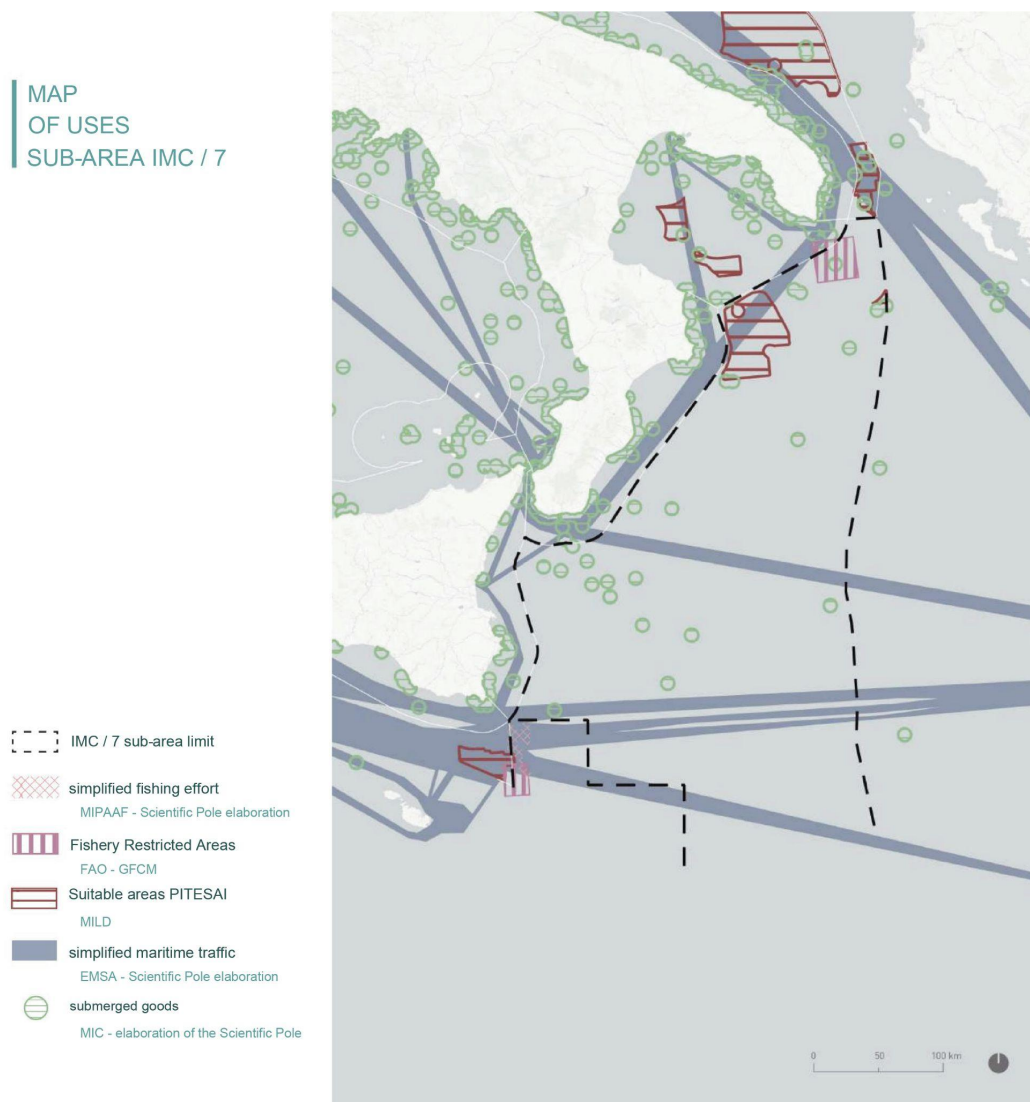 MAP
OF USES
SUB-AREA IMC / 7
IMC / 7 sub-area limit
simplified fishing effort
MIPAAF - Scientific Pole elaboration
Fishery Restricted Areas
FAO - GFCM
Suitable areas PITESAI
MILD
simplified maritime traffic
EMSA - Scientific Pole elaboration
submerged goods
MIC - elaboration of the Scientific Pole
0 50 100 km